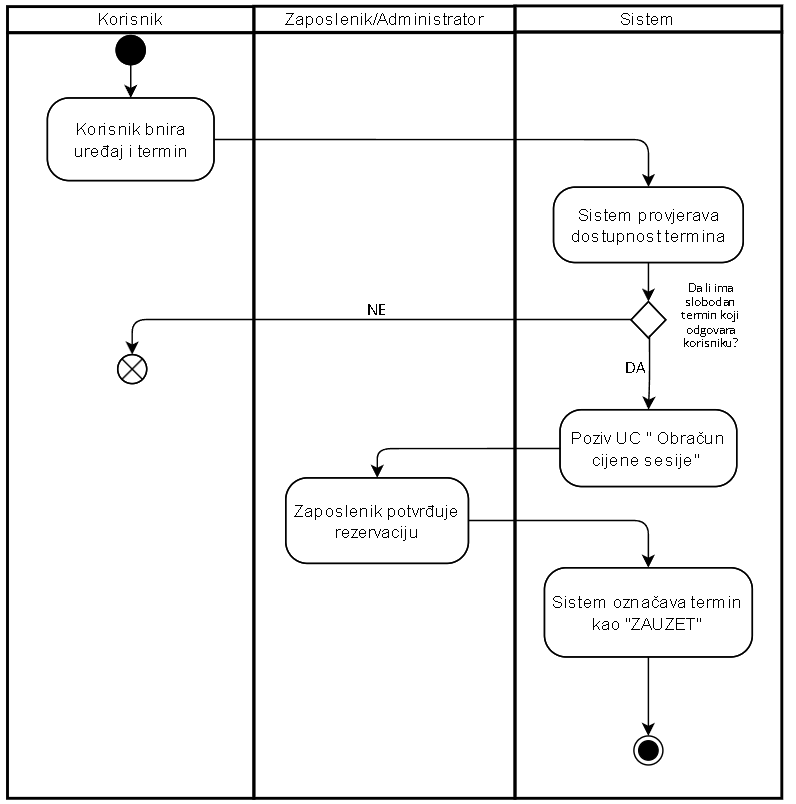 Korisnik
Zaposlenik/Administrator
Sistem
Korisnik bnira
uređaj i termin
Sistem provjerava
dostupnost termina
Da li ima
slobodan
termin koji
odgovara
korisniku?
NE
DA
Poziv UC " Obračun
cijene sesije"
Zaposlenik potvrđuje
rezervaciju
Sistem označava termin
kao "ZAUZET"